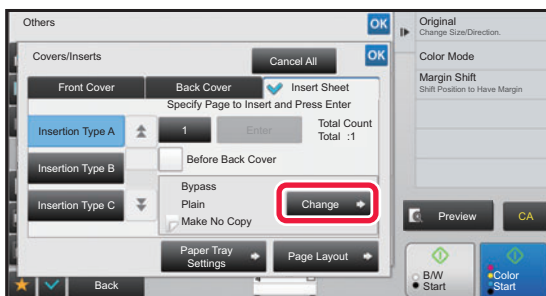 Others
OK
Covers/Inserts
Cancel All
OK
Front Cover
Back Cover
Insert Sheet
Specify Page to Insert and Press Enter
Insertion Type A
1
Enter
Total Count
Total :1
Insertion Type B
Before Back Cover
Insertion Type C
Bypass
Plain
Change
Make No Copy
Paper Tray
Settings
Page Layout
Back
Original
Change Size/Direction.
Color Mode
Margin Shift
Shift Position to Have Margin
Preview
CA
B/W
Start
Color
Start